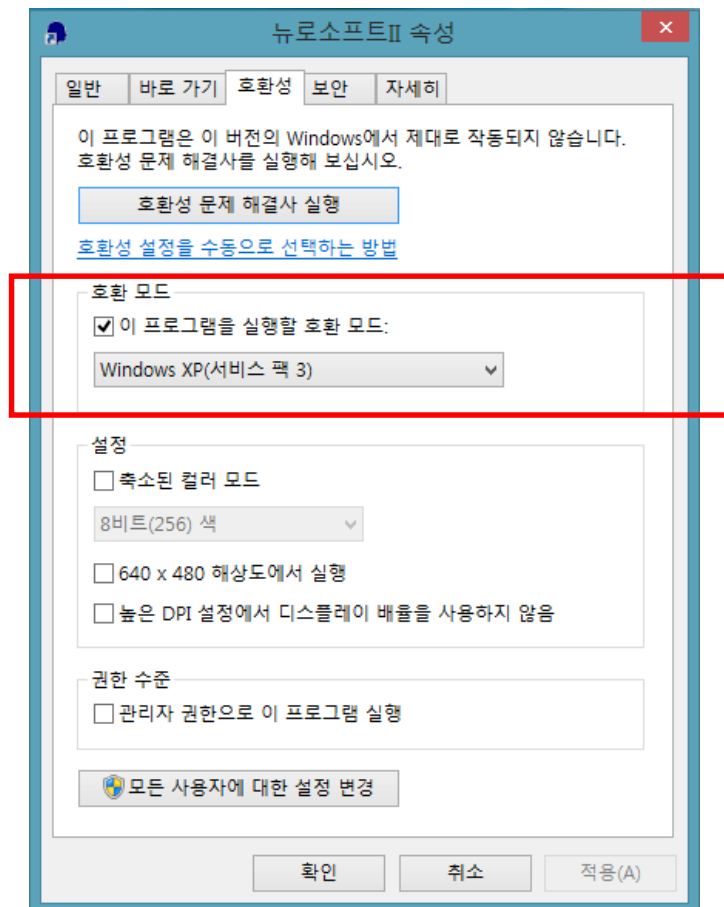 뉴로소프트Ⅱ 속성
일반 바로 가기 호환성 보안 자세히
이 프로그램은 이 버전의 Windows에서 제대로 작동되지 않습니다.
호환성 문제 해결사를 실행해 보십시오.
호환성 문제 해결사 실행
호환성 설정을 수동으로 선택하는 방법
호환 모드
이 프로그램을 실행할 호환 모드:
Windows XP(서비스 팩 3)
설정
축소된 컬러 모드
8비트(256) 색
640 x 480 해상도에서 실행
높은 DPI 설정에서 디스플레이 배율을 사용하지 않음
권한 수준
관리자 권한으로 이 프로그램 실행
모든 사용자에 대한 설정 변경
확인 취소 적용(A)